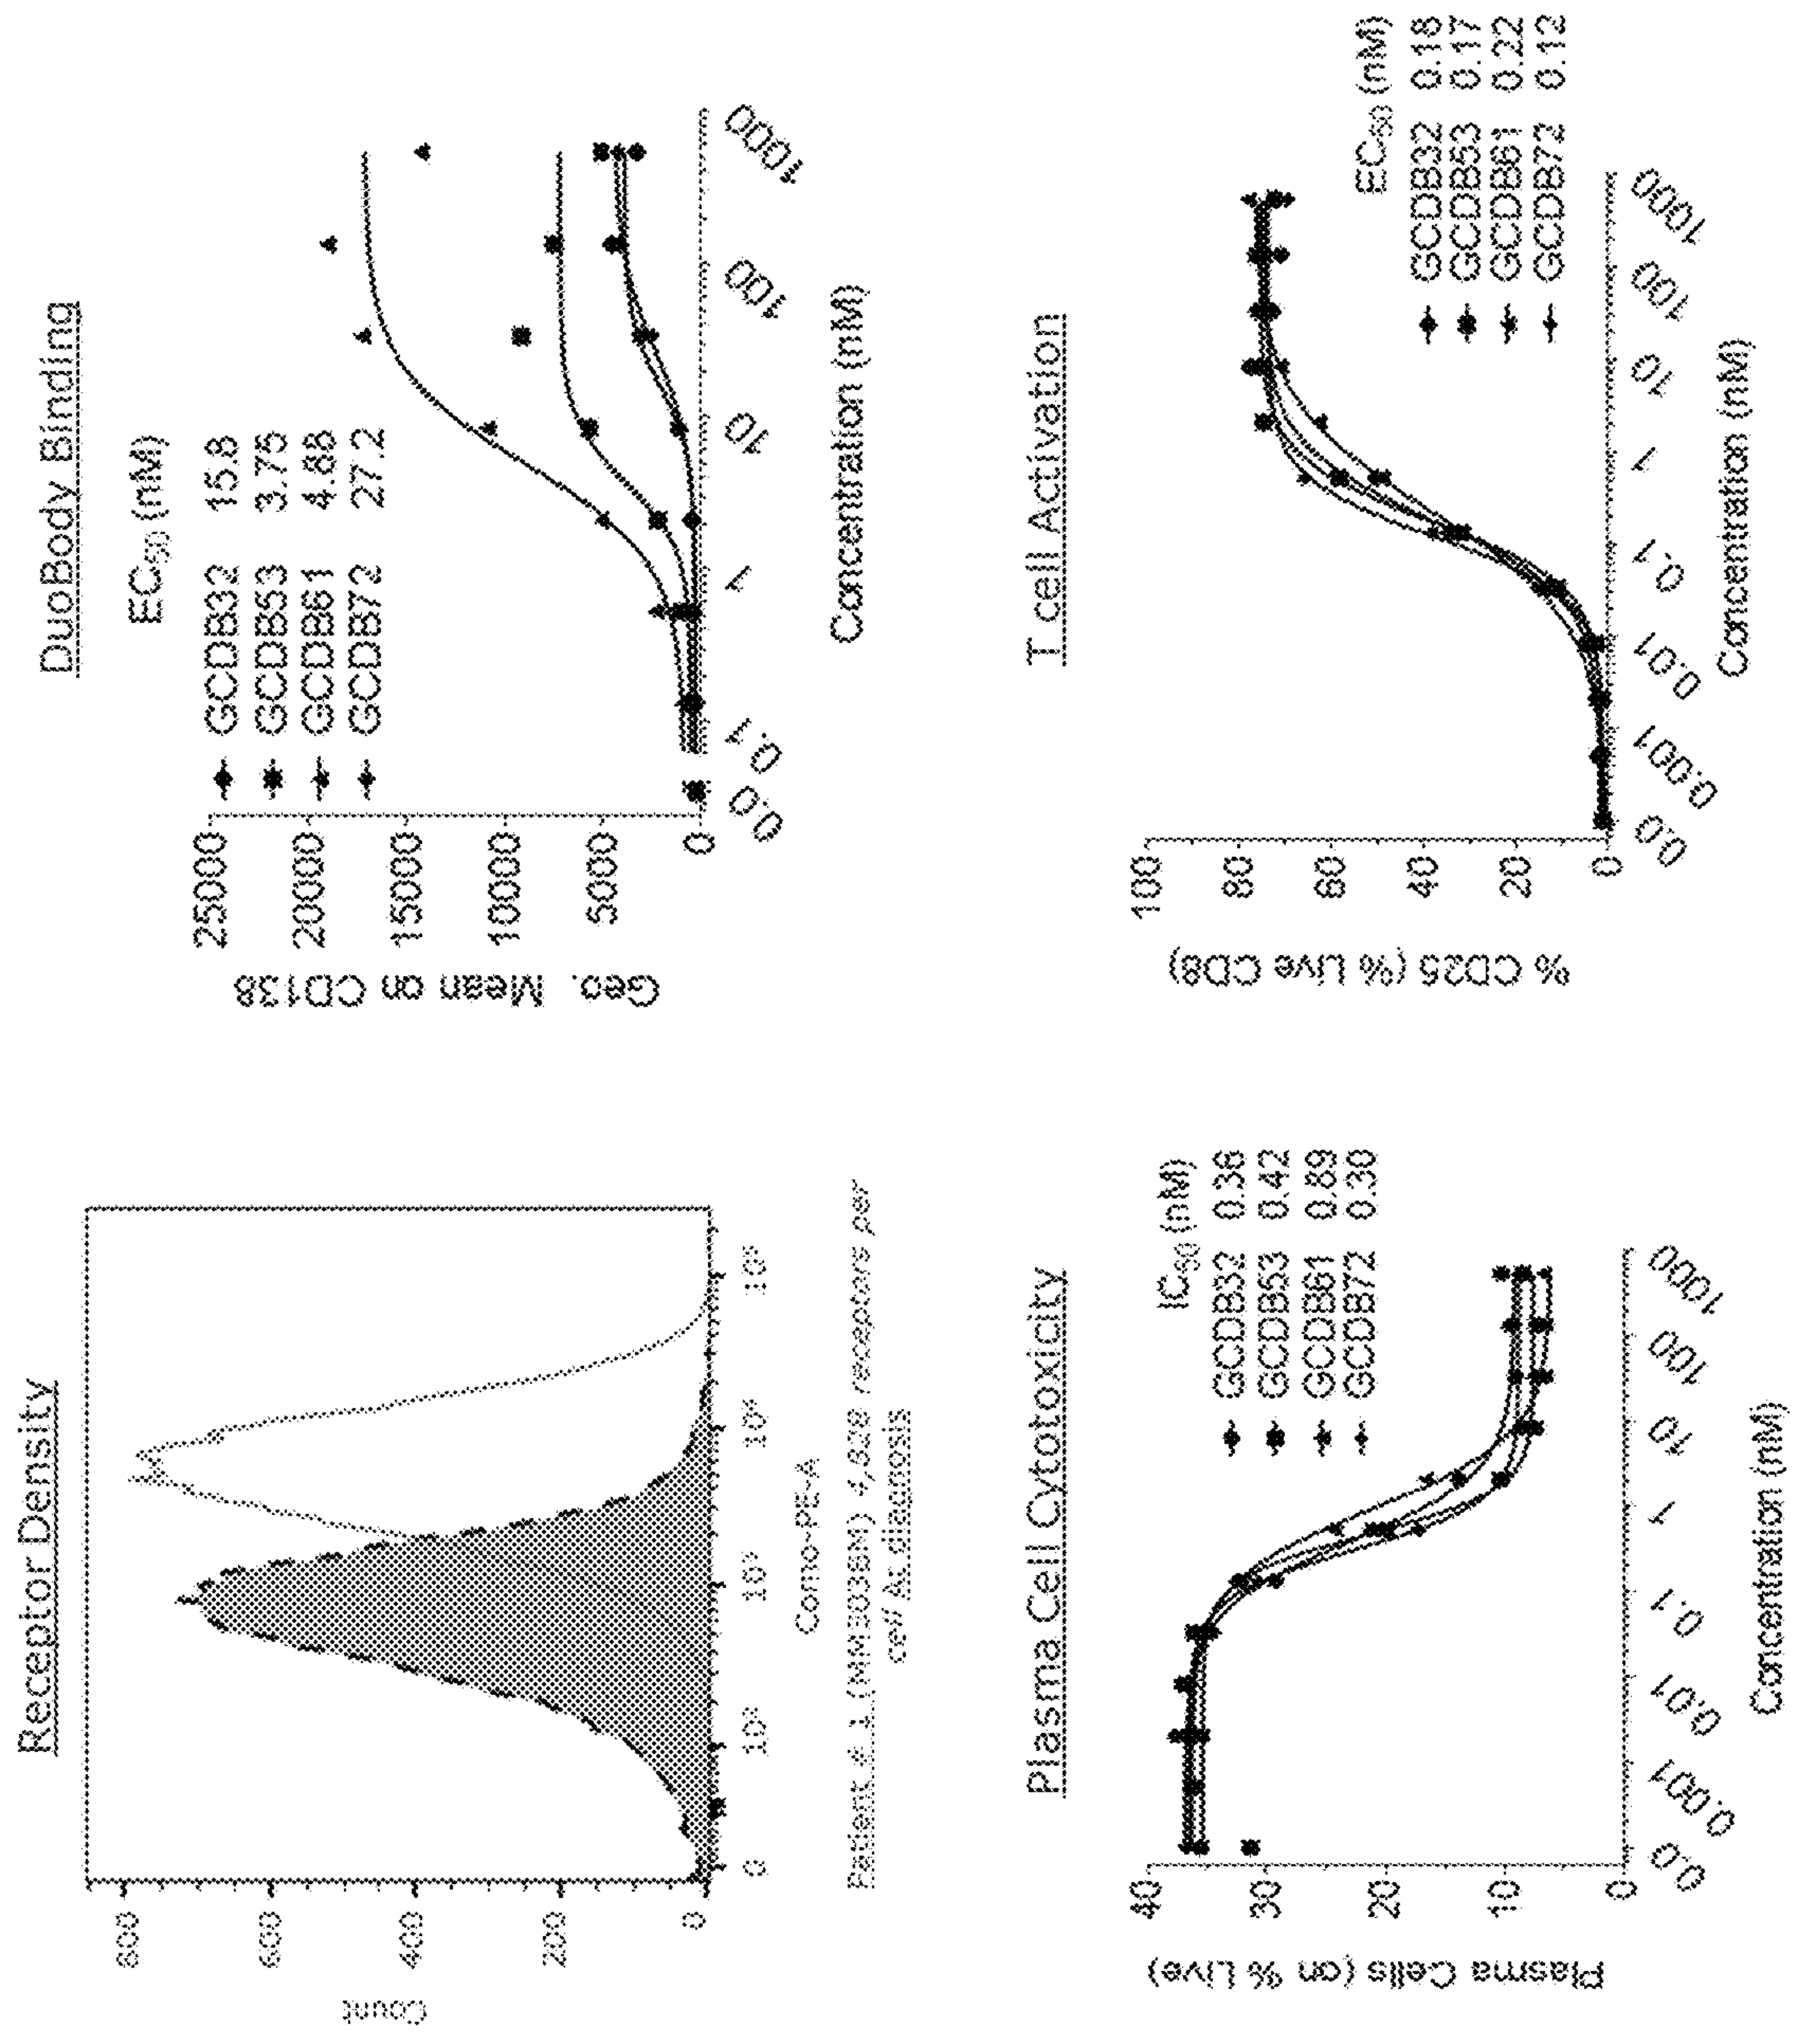 Receptor Density
Count
800
600
400
200
0
0
10²
10³
10⁴
10⁵
Como-PE-A
Patient # 1 (MM3036M) 4,628 receptors per
cell At diagnosis
DuoBody Binding
EC50 (nM)
GCDB32 15.8
GCDB53 3.75
GCDB61 4.88
GCDB72 27.2
Geo. Mean on CD138
25000
20000
15000
10000
5000
0
0.0
0.1
1
10
100
1000
Concentration (nM)
Plasma Cell Cytotoxicity
IC50 (nM)
GCDB32 0.36
GCDB53 0.42
GCDB61 0.89
GCDB72 0.30
Plasma Cells (on % Live)
40
30
20
10
0
0.0
0.001
0.01
0.1
1
10
100
1000
Concentration (nM)
T cell Activation
EC50 (nM)
GCDB32 0.18
GCDB53 0.17
GCDB61 0.22
GCDB72 0.12
% CD25 (% Live CD8)
100
80
60
40
20
0
0.0
0.001
0.01
0.1
1
10
100
1000
Concentration (nM)